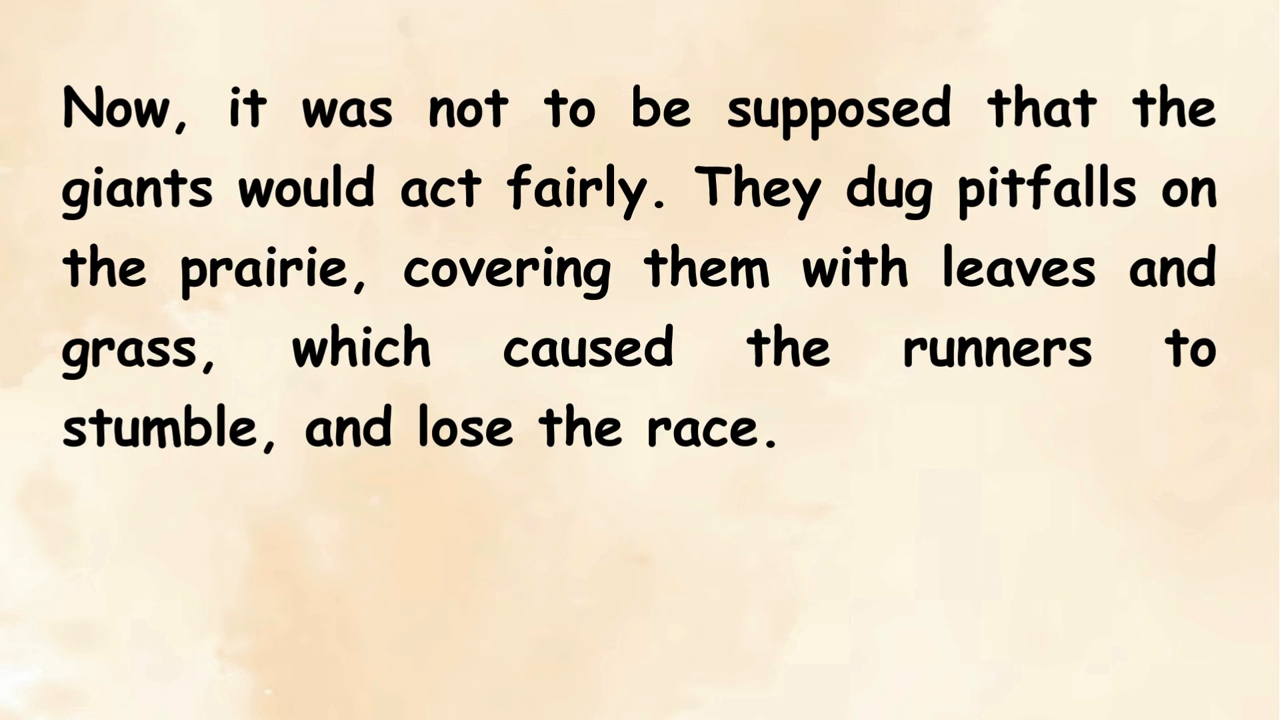 Now, it was not to be supposed that the
giants would act fairly. They dug pitfalls on
the prairie, covering them with leaves and
grass, which caused the runners to
stumble, and lose the race.